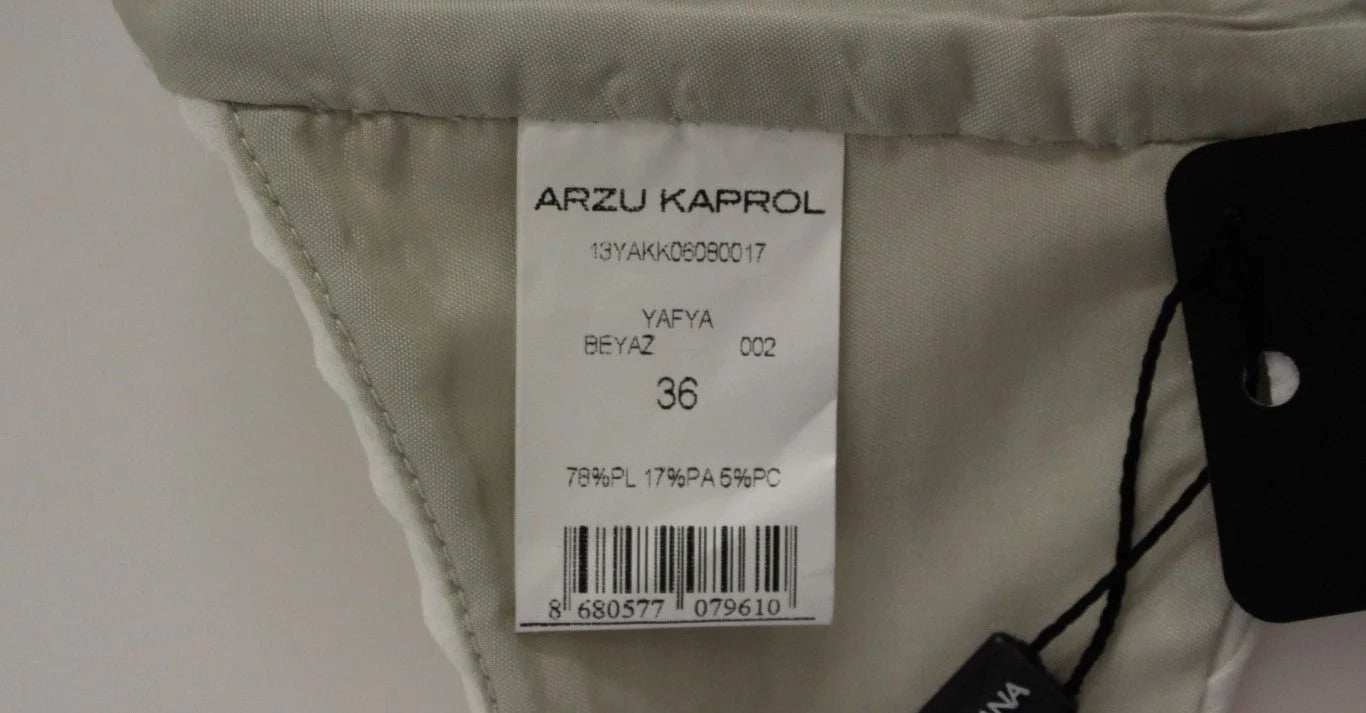 ARZU KAPROL
13YAKK06080017
YAFYA
BEYAZ 002
36
78%PL 17%PA 5%PC
8 680577 079610